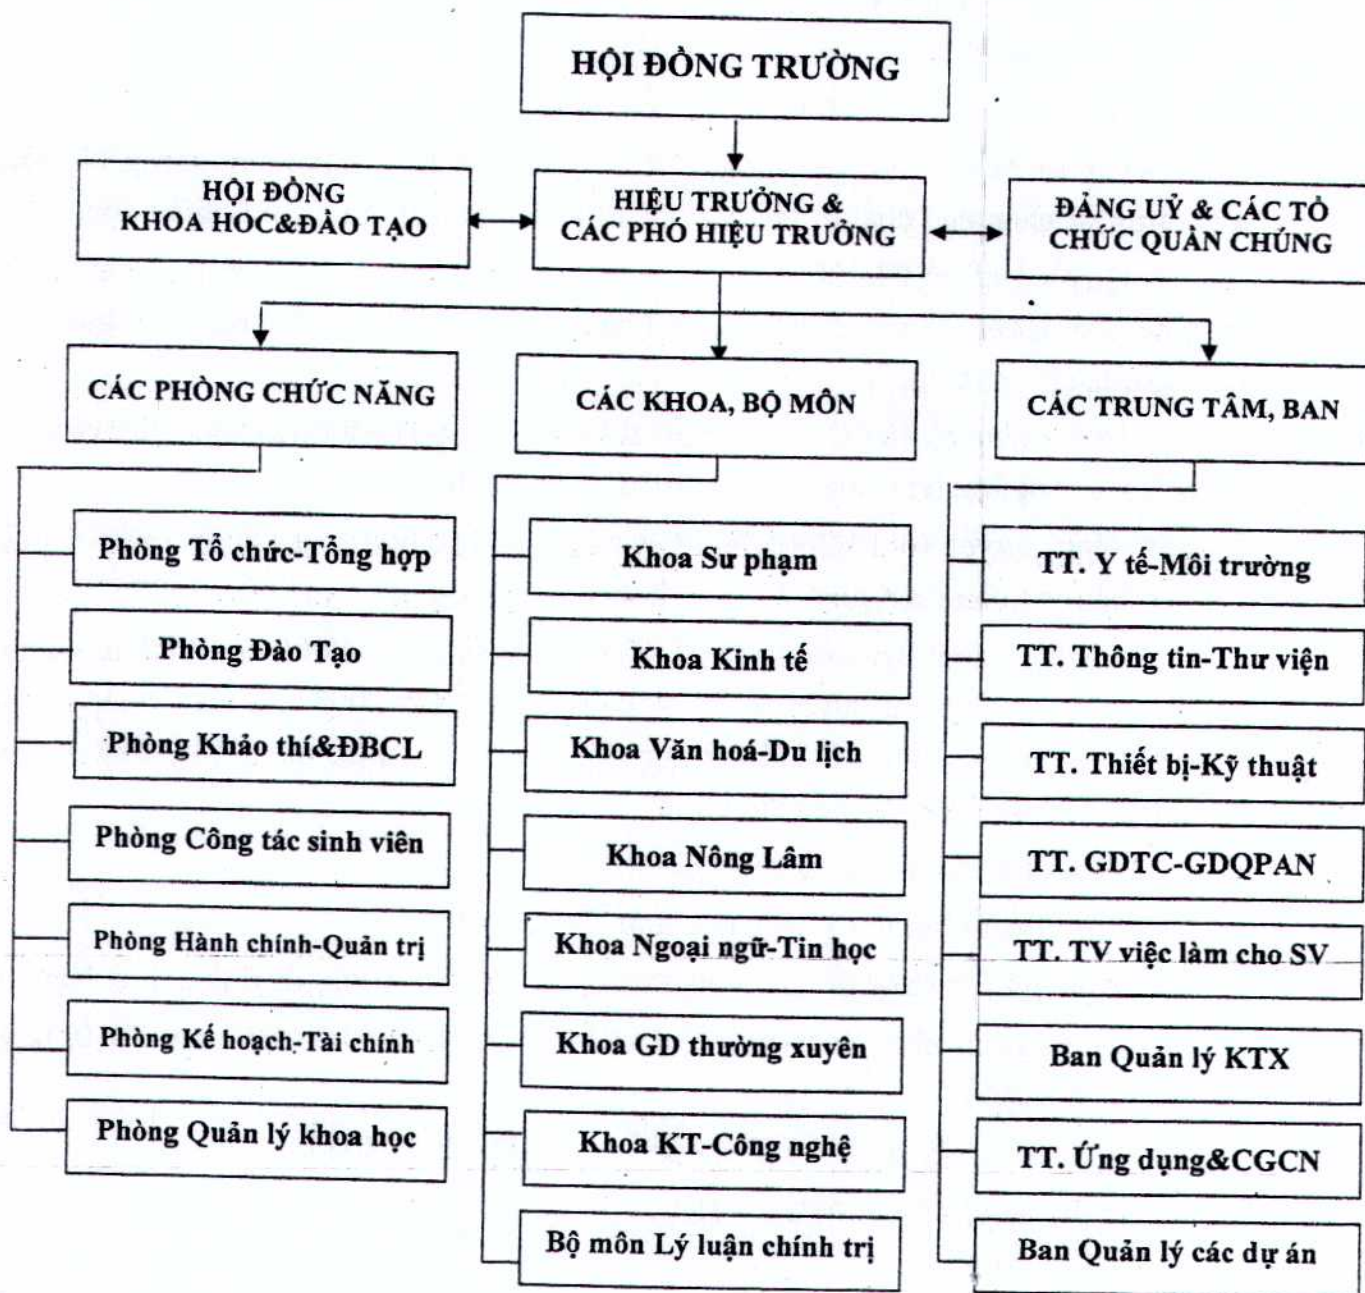 HỘI ĐỒNG TRƯỜNG
HỘI ĐỒNG
KHOA HOC&ĐÀO TẠO
HIỆU TRƯỞNG &
CÁC PHÓ HIỆU TRƯỞNG
ĐẢNG UỶ & CÁC TỔ
CHỨC QUẦN CHÚNG
CÁC PHÒNG CHỨC NĂNG
CÁC KHOA, BỘ MÔN
CÁC TRUNG TÂM, BAN
Phòng Tổ chức-Tổng hợp
Phòng Đào Tạo
Phòng Khảo thí&ĐBCL
Phòng Công tác sinh viên
Phòng Hành chính-Quản trị
Phòng Kế hoạch-Tài chính
Phòng Quản lý khoa học
Khoa Sư phạm
Khoa Kinh tế
Khoa Văn hoá-Du lịch
Khoa Nông Lâm
Khoa Ngoại ngữ-Tin học
Khoa GD thường xuyên
Khoa KT-Công nghệ
Bộ môn Lý luận chính trị
TT. Y tế-Môi trường
TT. Thông tin-Thư viện
TT. Thiết bị-Kỹ thuật
TT. GDTC-GDQPAN
TT. TV việc làm cho SV
Ban Quản lý KTX
TT. Ứng dụng&CGCN
Ban Quản lý các dự án